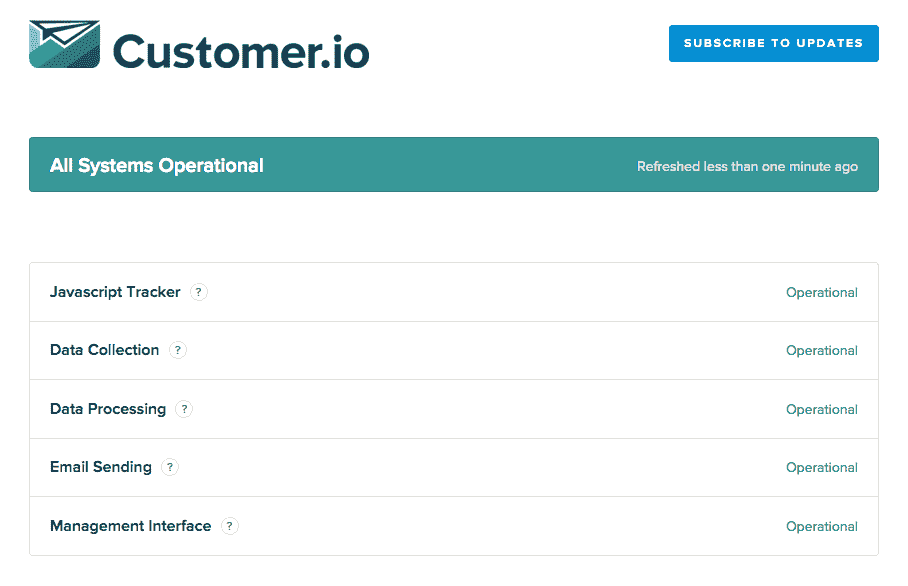 Customer.io
SUBSCRIBE TO UPDATES
All Systems Operational
Refreshed less than one minute ago
Javascript Tracker ? Operational
Data Collection ? Operational
Data Processing ? Operational
Email Sending ? Operational
Management Interface ? Operational